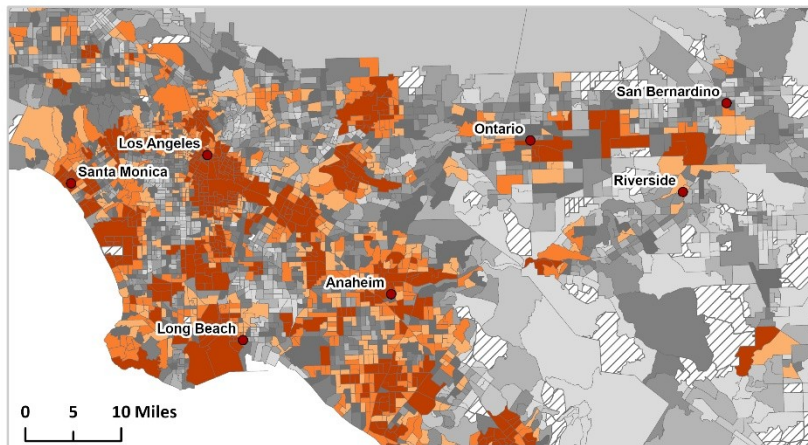 San Bernardino
Ontario
Los Angeles
Santa Monica
Riverside
Anaheim
Long Beach
0 5 10 Miles